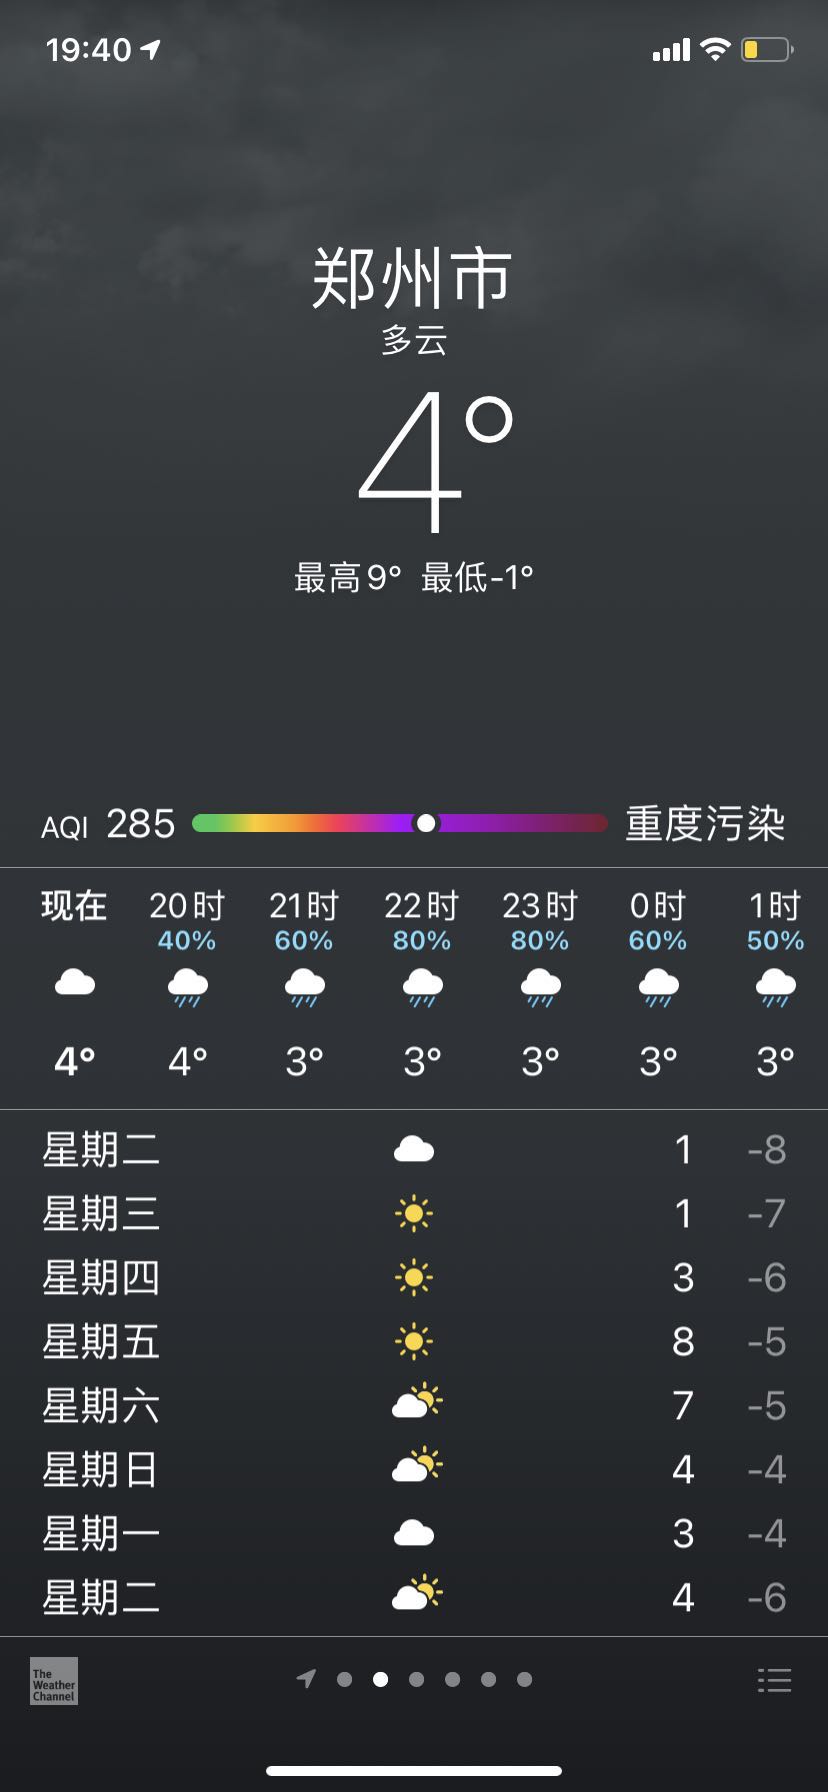 19:40
郑州市
多云
4°
最高9° 最低-1°
AQI 285 重度污染
现在 20时 21时 22时 23时 0时 1时
40% 60% 80% 80% 60% 50%
4° 4° 3° 3° 3° 3° 3°
星期二 1 -8
星期三 1 -7
星期四 3 -6
星期五 8 -5
星期六 7 -5
星期日 4 -4
星期一 3 -4
星期二 4 -6
The
Weather
Channel